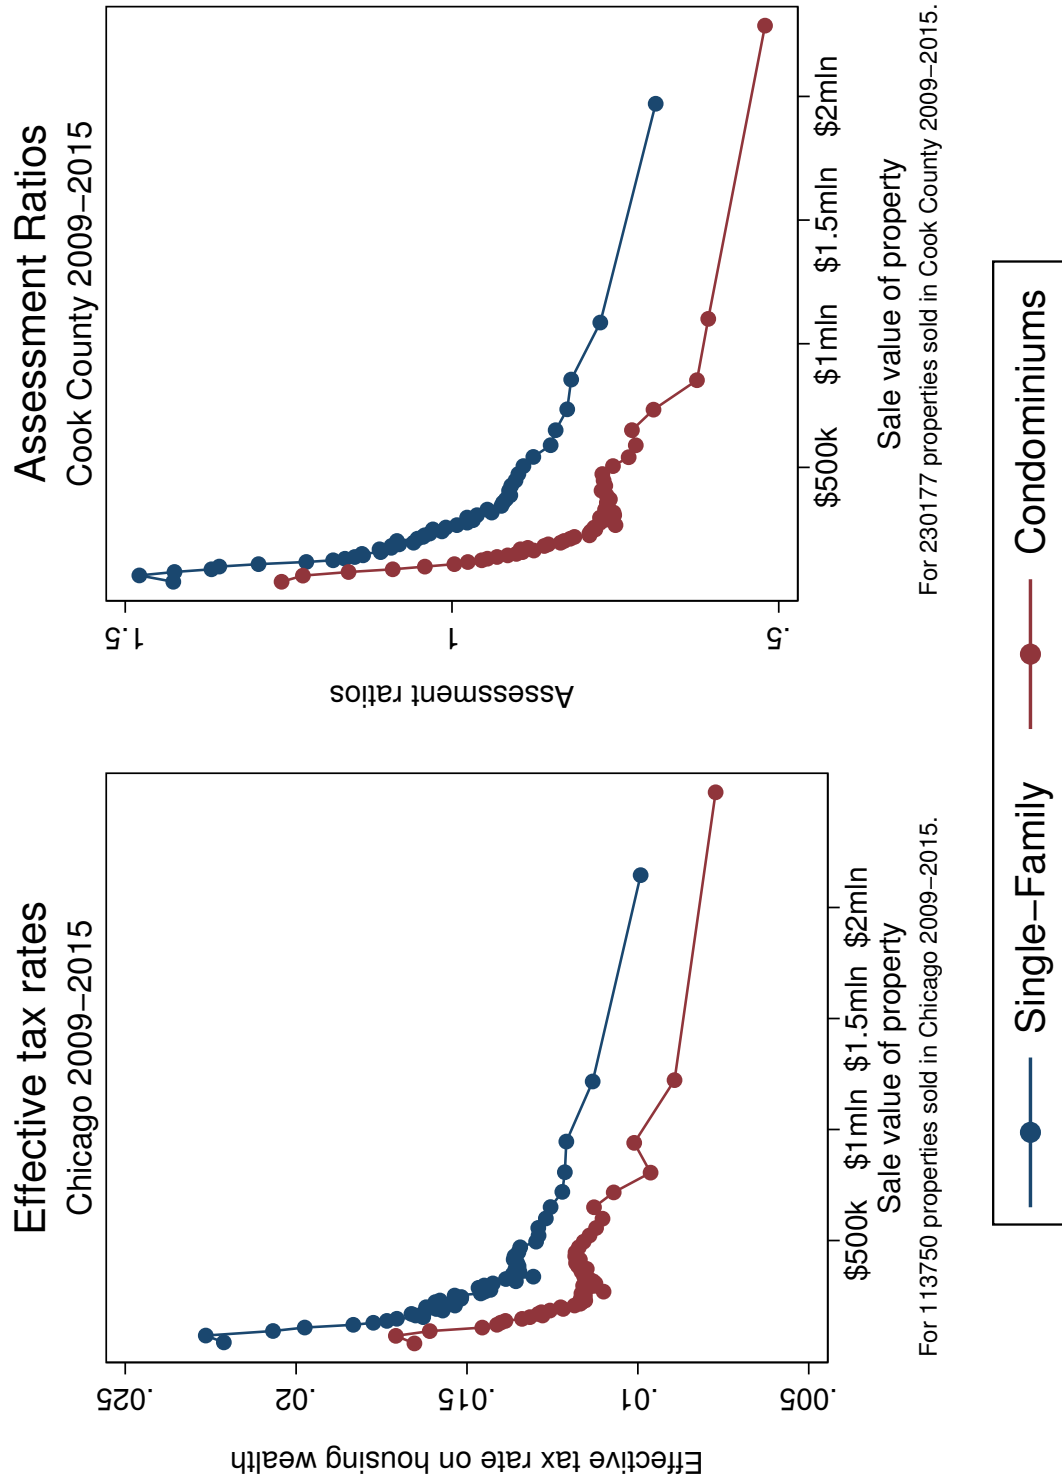 Effective tax rates
Chicago 2009−2015
Effective tax rate on housing wealth
.025
.02
.015
.01
.005
$500k $1mln $1.5mln $2mln
Sale value of property
For 113750 properties sold in Chicago 2009−2015.
Assessment Ratios
Cook County 2009−2015
Assessment ratios
1.5
1
.5
$500k $1mln $1.5mln $2mln
Sale value of property
For 230177 properties sold in Cook County 2009−2015.
Single−Family Condominiums